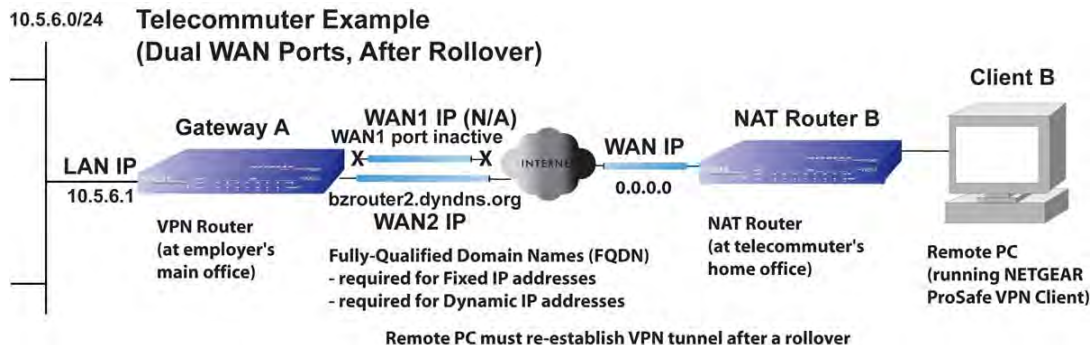 10.5.6.0/24
Telecommuter Example
(Dual WAN Ports, After Rollover)
Client B
WAN1 IP (N/A)
Gateway A
WAN1 port inactive
NAT Router B
X
X
INTERNET
WAN IP
LAN IP
10.5.6.1
bzrouter2.dyndns.org
0.0.0.0
WAN2 IP
VPN Router
(at employer's
main office)
Fully-Qualified Domain Names (FQDN)
- required for Fixed IP addresses
- required for Dynamic IP addresses
NAT Router
(at telecommuter's
home office)
Remote PC
(running NETGEAR
ProSafe VPN Client)
Remote PC must re-establish VPN tunnel after a rollover